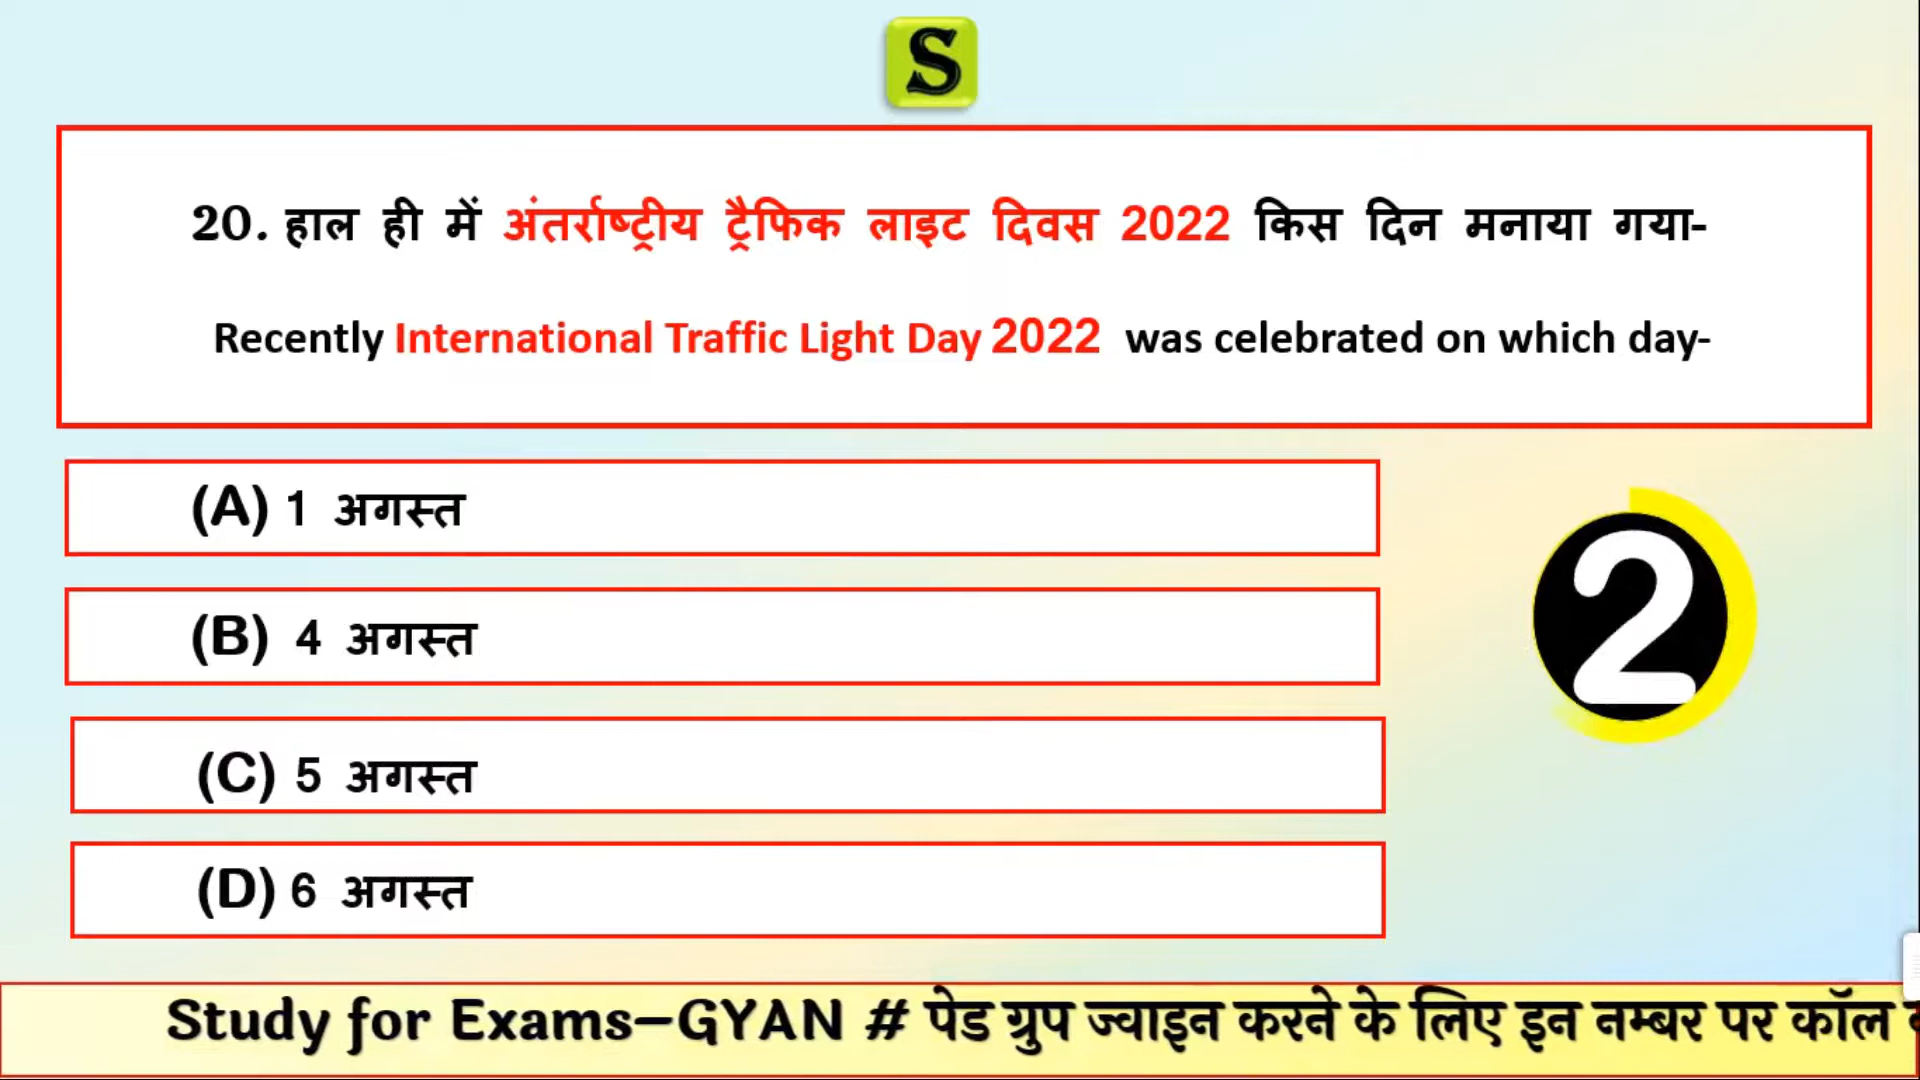 S
20. हाल ही में अंतर्राष्ट्रीय ट्रैफिक लाइट दिवस 2022 किस दिन मनाया गया-
Recently International Traffic Light Day 2022 was celebrated on which day-
(A) 1 अगस्त
(B) 4 अगस्त
2
(C) 5 अगस्त
(D) 6 अगस्त
Study for Exams–GYAN # पेड ग्रुप ज्वाइन करने के लिए इन नम्बर पर कॉल